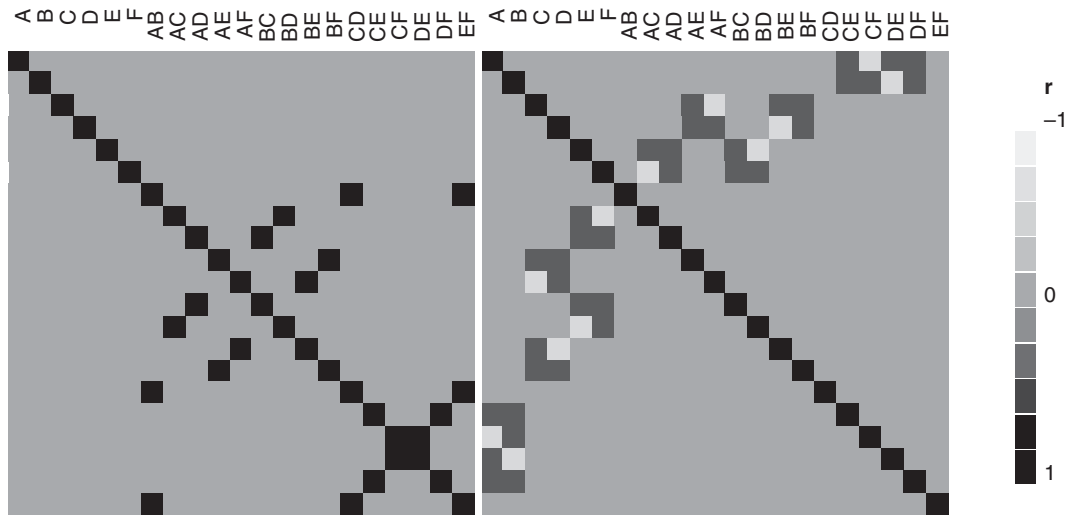 A B C D E F AB AC AD AE AF BC BD BE BF CD CE CF DE DF EF
A B C D E F AB AC AD AE AF BC BD BE BF CD CE CF DE DF EF
r
–1
0
1